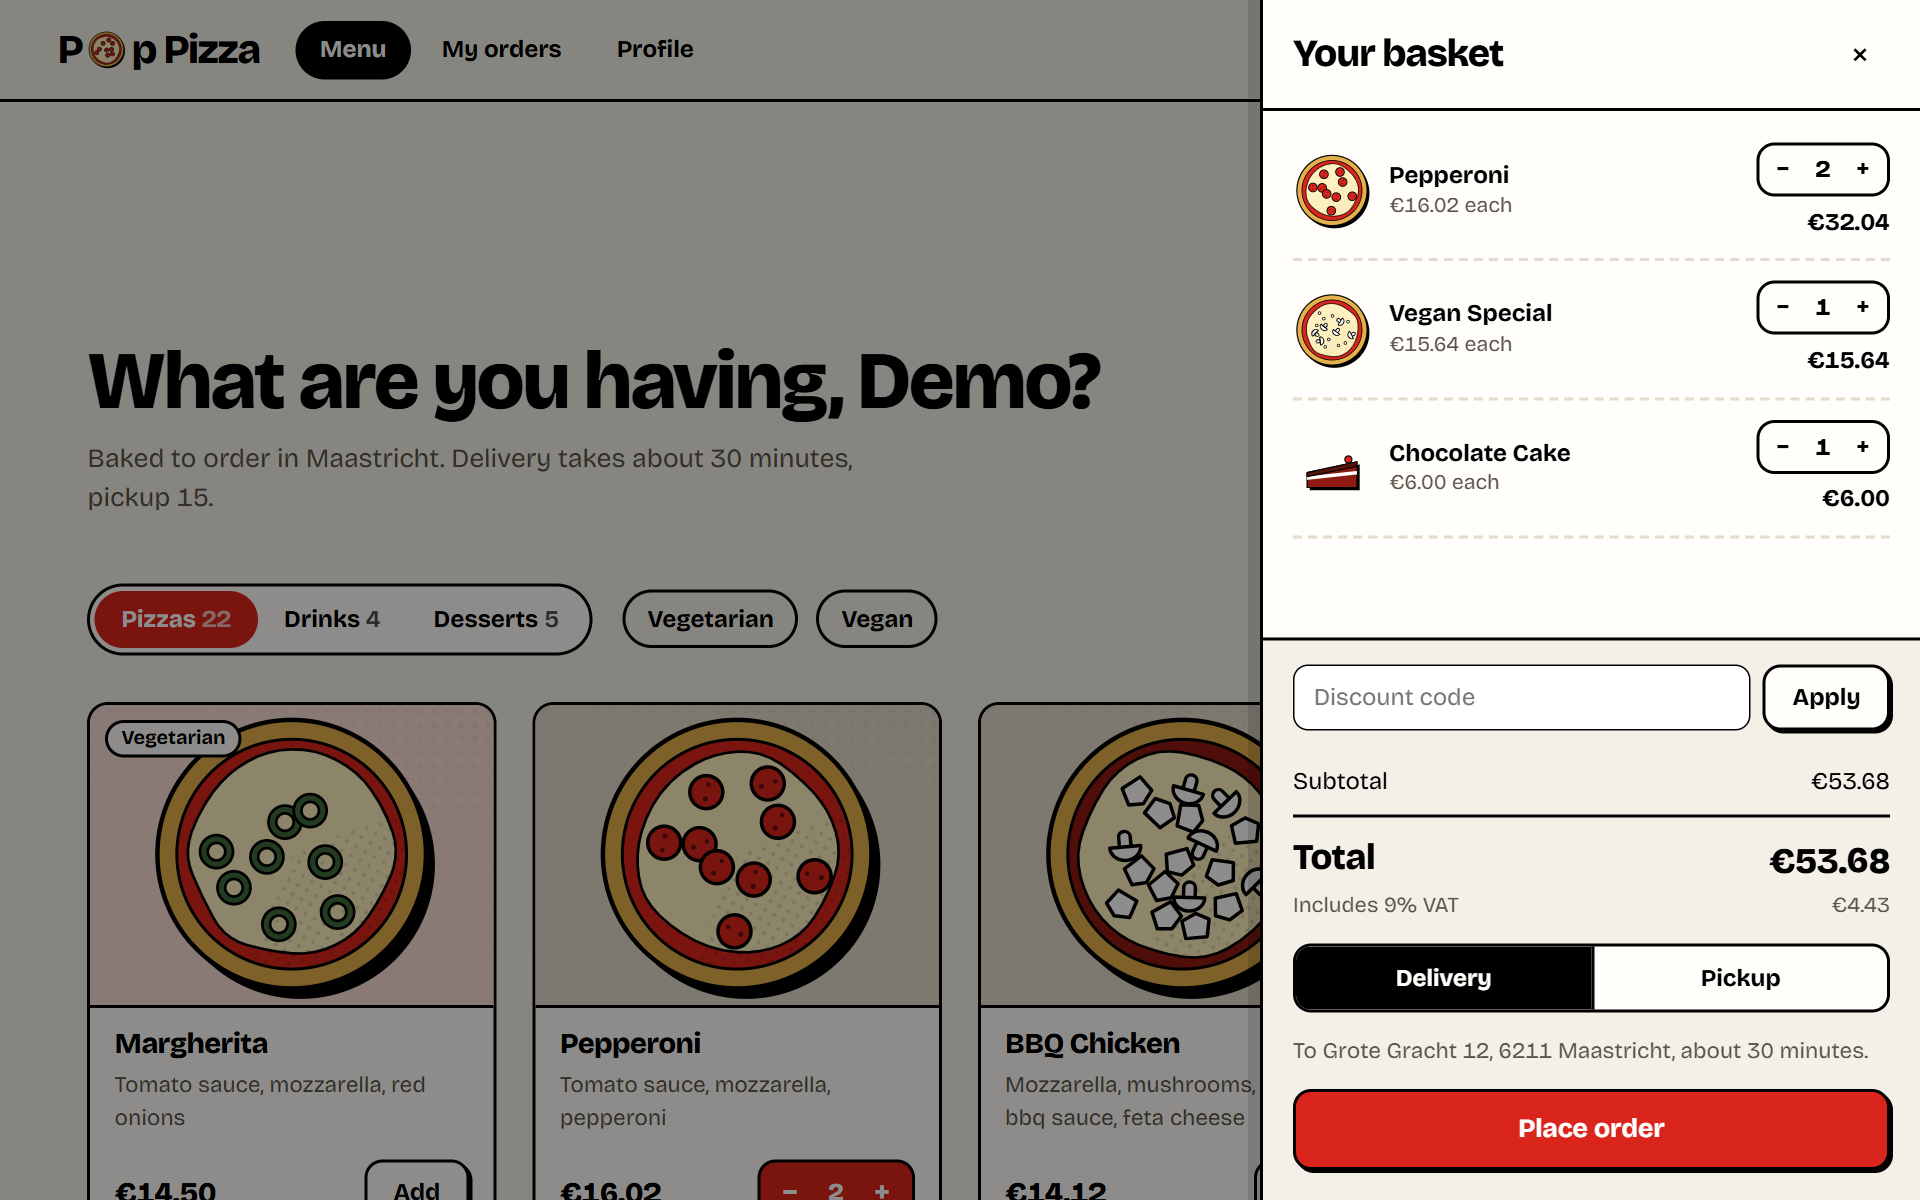 P p Pizza
Menu
My orders
Profile
What are you having, Demo?
Baked to order in Maastricht. Delivery takes about 30 minutes,
pickup 15.
Pizzas 22
Drinks 4
Desserts 5
Vegetarian
Vegan
Vegetarian
Margherita
Tomato sauce, mozzarella, red
onions
€14.50
Add
Pepperoni
Tomato sauce, mozzarella,
pepperoni
€16.02
− 2 +
BBQ Chicken
Mozzarella, mushrooms,
bbq sauce, feta cheese
€14.12
Your basket
×
Pepperoni
€16.02 each
− 2 +
€32.04
Vegan Special
€15.64 each
− 1 +
€15.64
Chocolate Cake
€6.00 each
− 1 +
€6.00
Discount code
Apply
Subtotal
€53.68
Total
€53.68
Includes 9% VAT
€4.43
Delivery
Pickup
To Grote Gracht 12, 6211 Maastricht, about 30 minutes.
Place order